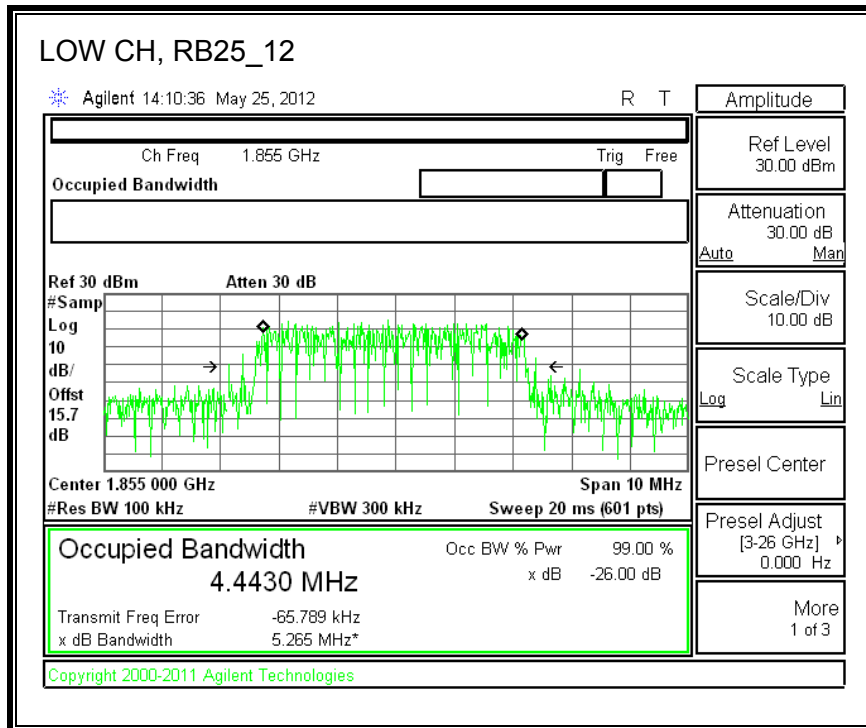 LOW CH, RB25_12
Agilent 14:10:36 May 25, 2012 R T
Ch Freq 1.855 GHz Trig Free
Occupied Bandwidth
Ref 30 dBm Atten 30 dB
#Samp
Log
10
dB/
Offst
15.7
dB
Center 1.855 000 GHz Span 10 MHz
#Res BW 100 kHz #VBW 300 kHz Sweep 20 ms (601 pts)
Occupied Bandwidth Occ BW % Pwr 99.00 %
4.4430 MHz x dB -26.00 dB
Transmit Freq Error -65.789 kHz
x dB Bandwidth 5.265 MHz*
Copyright 2000-2011 Agilent Technologies
Amplitude
Ref Level
30.00 dBm
Attenuation
30.00 dB
Auto Man
Scale/Div
10.00 dB
Scale Type
Log Lin
Presel Center
Presel Adjust
[3-26 GHz]
0.000 Hz
More
1 of 3